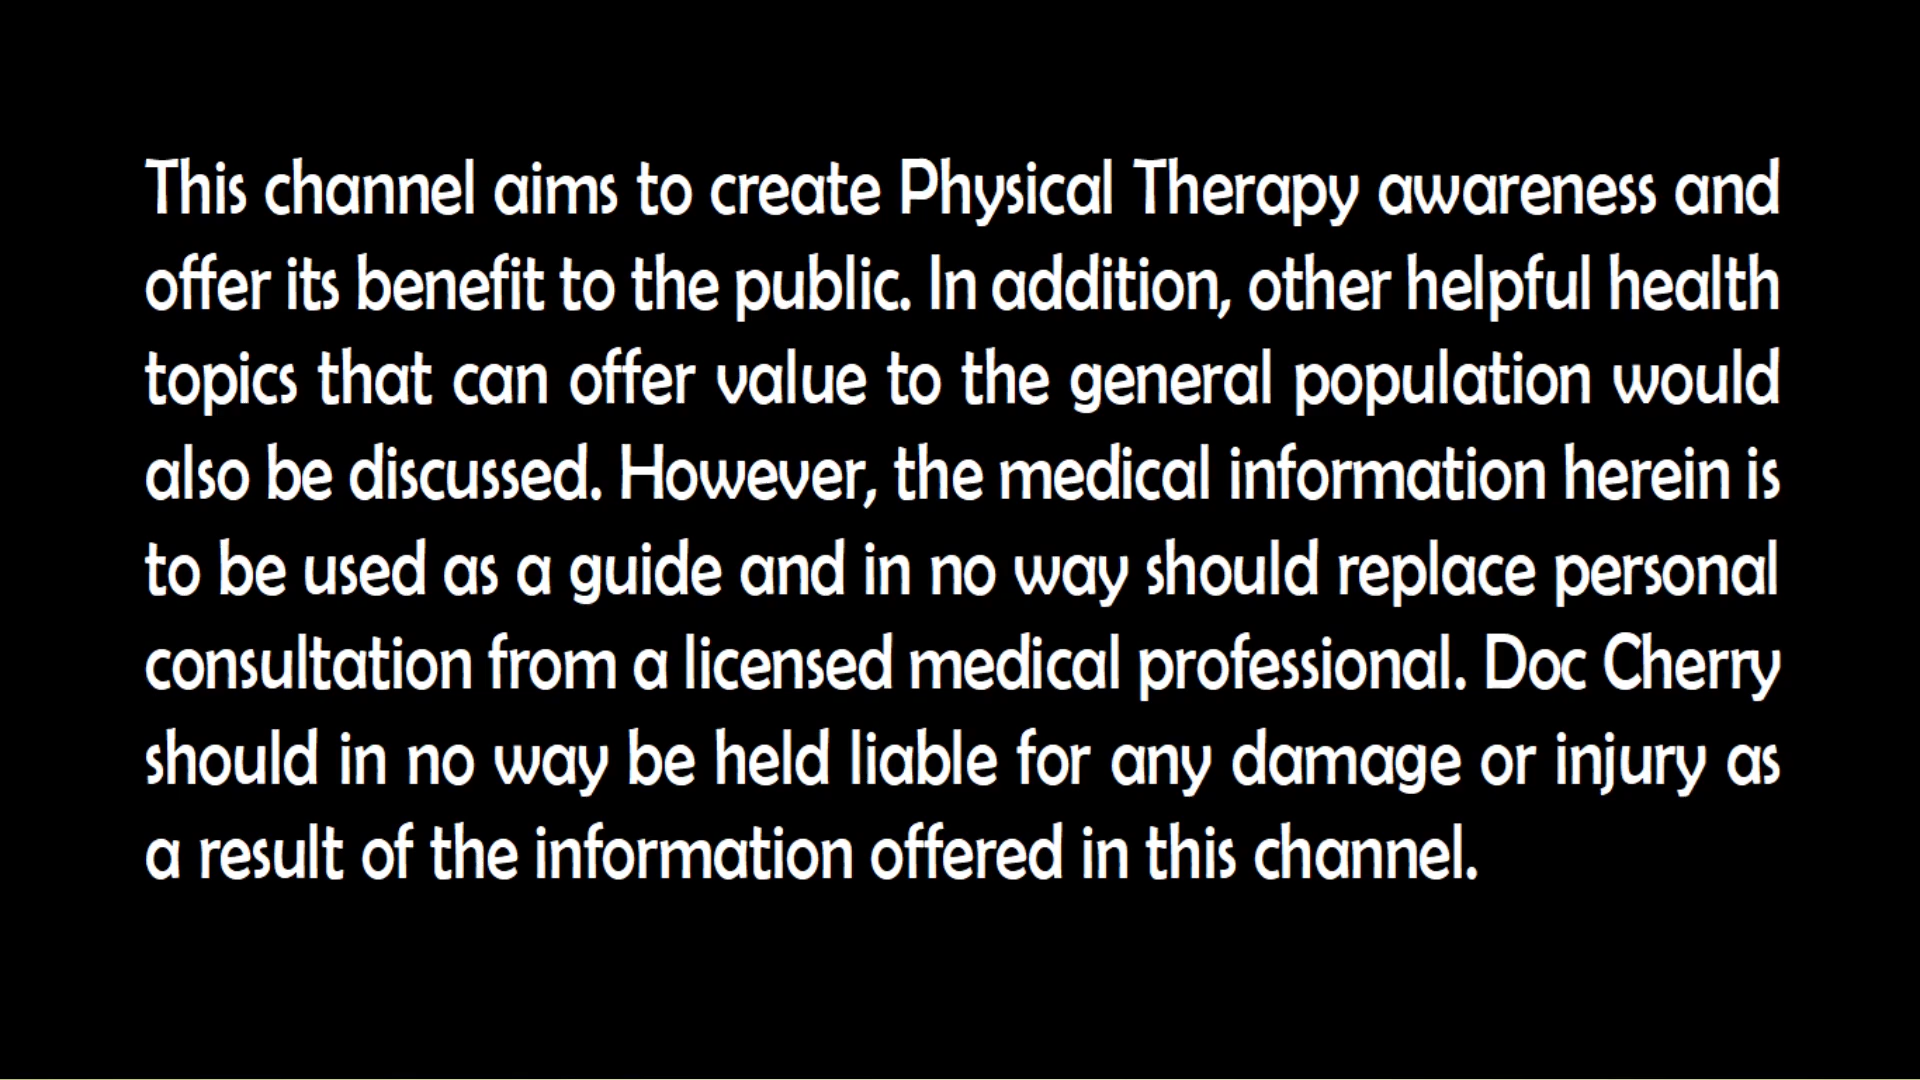 This channel aims to create Physical Therapy awareness and
offer its benefit to the public. In addition, other helpful health
topics that can offer value to the general population would
also be discussed. However, the medical information herein is
to be used as a guide and in no way should replace personal
consultation from a licensed medical professional. Doc Cherry
should in no way be held liable for any damage or injury as
a result of the information offered in this channel.